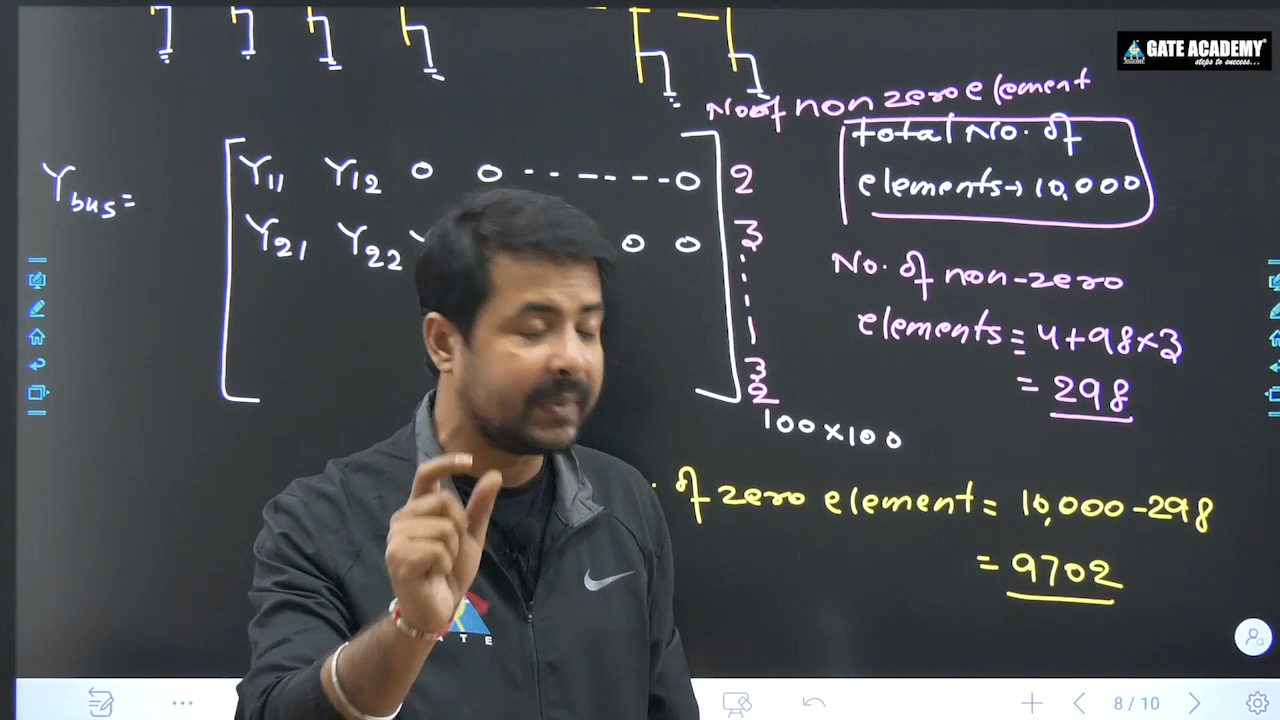 GATE ACADEMY
steps to success...
No. of non zero element
total No. of
elements→ 10,000
Ybus=
Y11 Y12 0 0 -------0 2
Y21 Y22 0 0 3
3
2
100×100
No. of non-zero
elements = 4+98×3
= 298
of zero element = 10,000-298
= 9702
ATE
8/10